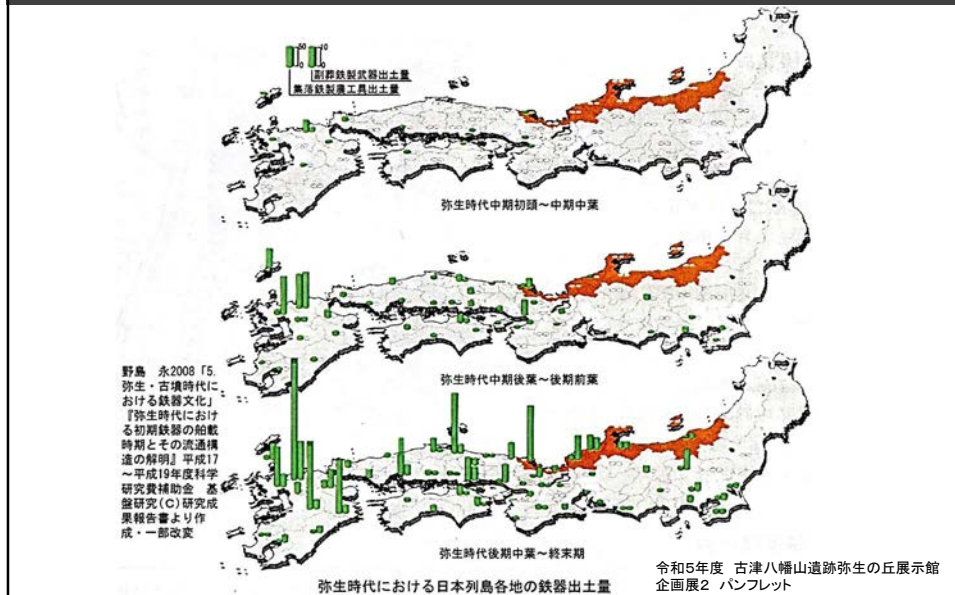 50
10
0
0
副葬鉄製武器出土量
集落鉄製農工具出土量
弥生時代中期初頭～中期中葉
弥生時代中期後葉～後期前葉
野島　永2008「5.
弥生・古墳時代に
おける鉄器文化」
『弥生時代におけ
る初期鉄器の舶載
時期とその流通構
造の解明』平成17
～平成19年度科学
研究費補助金　基
盤研究(C)研究成
果報告書より作
成・一部改変
弥生時代後期中葉～終末期
弥生時代における日本列島各地の鉄器出土量
令和5年度　古津八幡山遺跡弥生の丘展示館
企画展2　パンフレット